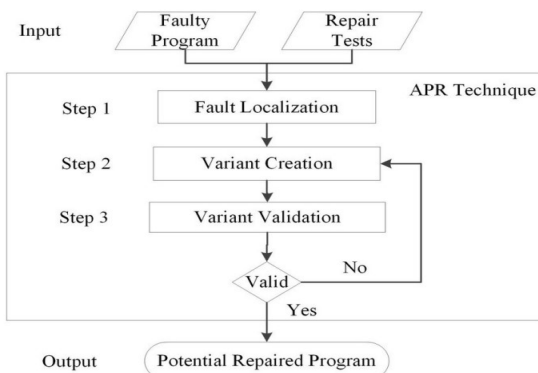 Input
Faulty
Program
Repair
Tests
APR Technique
Step 1
Fault Localization
Step 2
Variant Creation
Step 3
Variant Validation
Valid
No
Yes
Output
Potential Repaired Program